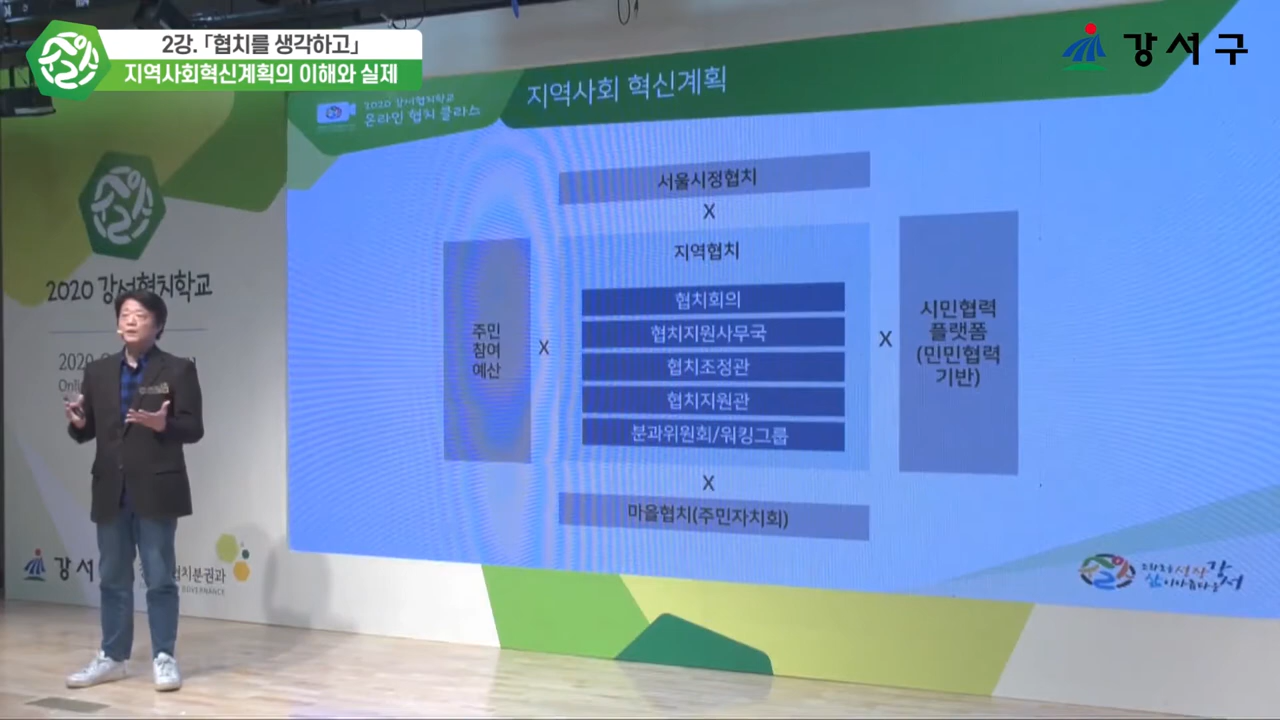 2강. 「협치를 생각하고」
지역사회혁신계획의 이해와 실제
강서구
2020 강서협치학교
온라인 협치 클라스
지역사회 혁신계획
서울시정협치
X
지역협치
협치회의
협치지원사무국
협치조정관
협치지원관
분과위원회/워킹그룹
X
마을협치(주민자치회)
주민
참여
예산
X
X
시민협력
플랫폼
(민민협력
기반)
2020 강서협치학교
2020
Onli
강서
협치분권과
GOVERNANCE
강서